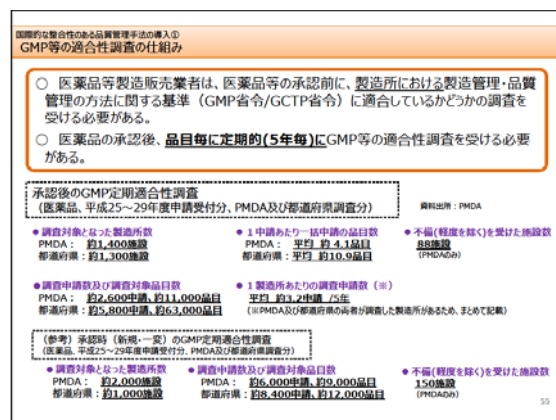 国際的な整合性のある品質管理手法の導入①
GMP等の適合性調査の仕組み
○ 医薬品等製造販売業者は、医薬品等の承認前に、製造所における製造管理・品質
管理の方法に関する基準（GMP省令/GCTP省令）に適合しているかどうかの調査を
受ける必要がある。
○ 医薬品の承認後、品目毎に定期的(5年毎)にGMP等の適合性調査を受ける必要
がある。
承認後のGMP定期適合性調査
（医薬品、平成25～29年度申請受付分、PMDA及び都道府県調査分）
資料出所：PMDA
●調査対象となった製造所数
PMDA： 約1,400施設
都道府県：約1,300施設
●1申請あたり一括申請の品目数
PMDA： 平均 約 4.1品目
都道府県：平均 約10.9品目
●不備(軽度を除く)を受けた施設数
88施設
(PMDAのみ)
●調査申請数及び調査対象品目数
PMDA： 約2,600申請、約11,000品目
都道府県：約5,800申請、約63,000品目
●1製造所あたりの調査申請数（※）
平均 約3.2申請 /5年
（※PMDA及び都道府県の両者が調査した製造所があるため、まとめて記載）
（参考）承認時（新規・一変）のGMP定期適合性調査
（医薬品、平成25～29年度申請受付分、PMDA及び都道府県調査分）
●調査対象となった製造所数
PMDA： 約2,000施設
都道府県：約1,000施設
●調査申請数及び調査対象品目数
PMDA： 約6,000申請、約9,000品目
都道府県：約8,400申請、約12,000品目
●不備(軽度を除く)を受けた施設数
150施設
(PMDAのみ)
55